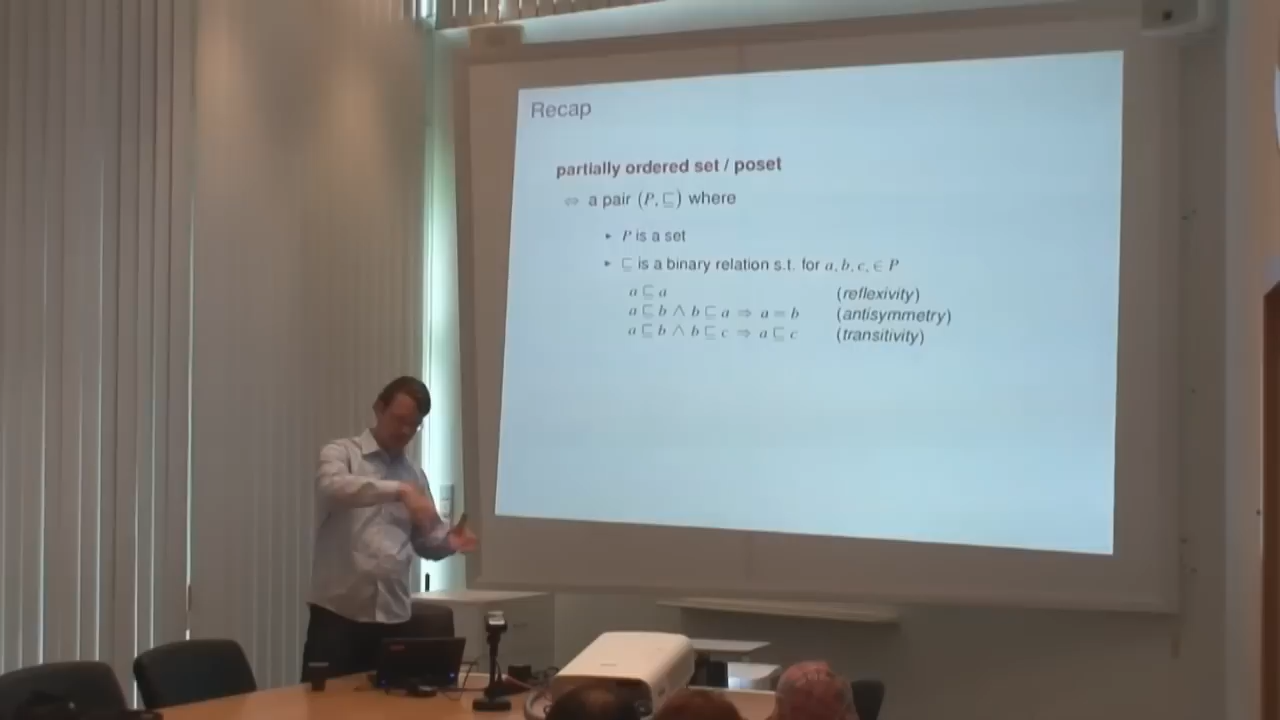 Recap
partially ordered set / poset
⇔ a pair (P, ⊑) where
▸ P is a set
▸ ⊑ is a binary relation s.t. for a, b, c, ∈ P
a ⊑ a (reflexivity)
a ⊑ b ∧ b ⊑ a ⇒ a = b (antisymmetry)
a ⊑ b ∧ b ⊑ c ⇒ a ⊑ c (transitivity)